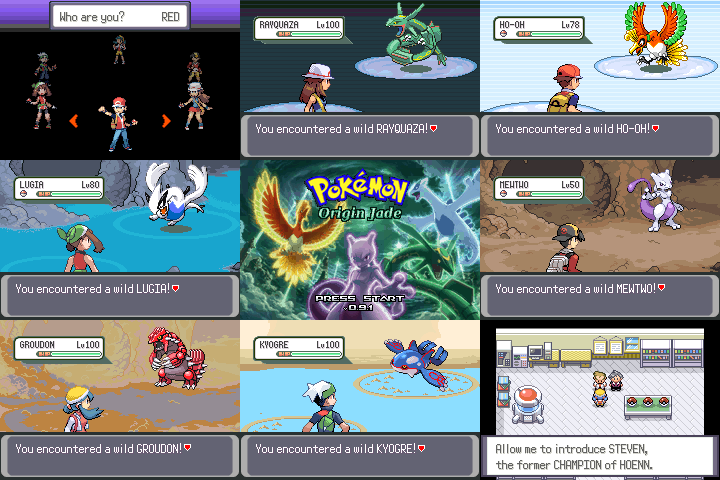 Who are you? RED
RAYQUAZA Lv100
You encountered a wild RAYQUAZA!
HO-OH Lv78
You encountered a wild HO-OH!
LUGIA Lv80
You encountered a wild LUGIA!
POKéMON
Origin Jade
PRESS START
v0.9.1
MEWTWO Lv50
You encountered a wild MEWTWO!
GROUDON Lv100
You encountered a wild GROUDON!
KYOGRE Lv100
You encountered a wild KYOGRE!
Allow me to introduce STEVEN,
the former CHAMPION of HOENN.